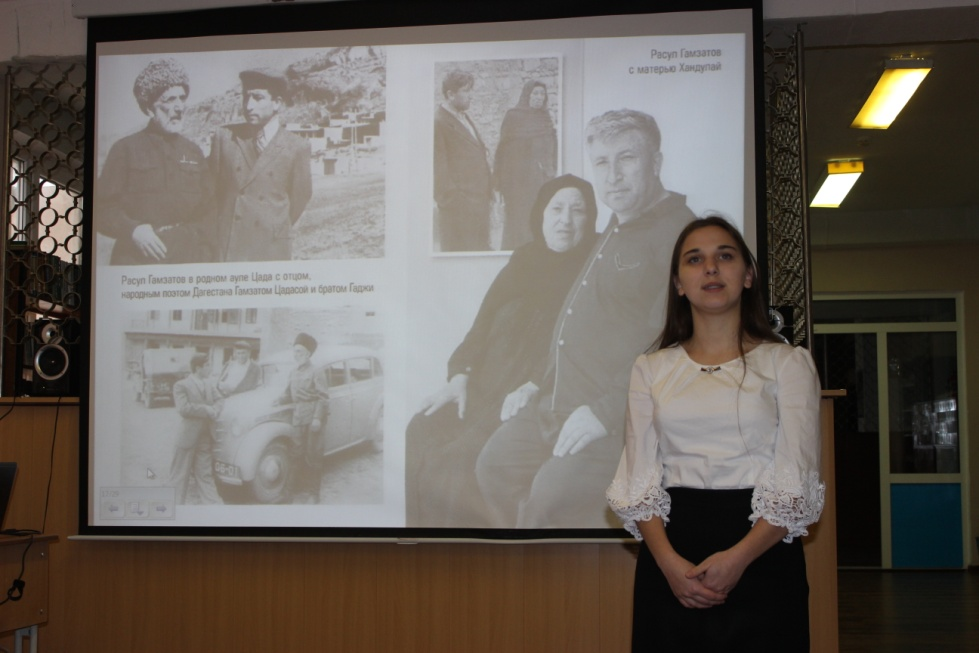 Расул Гамзатов
с матерью Хандулай
Расул Гамзатов в родном ауле Цада с отцом,
народным поэтом Дагестана Гамзатом Цадасой и братом Гаджи